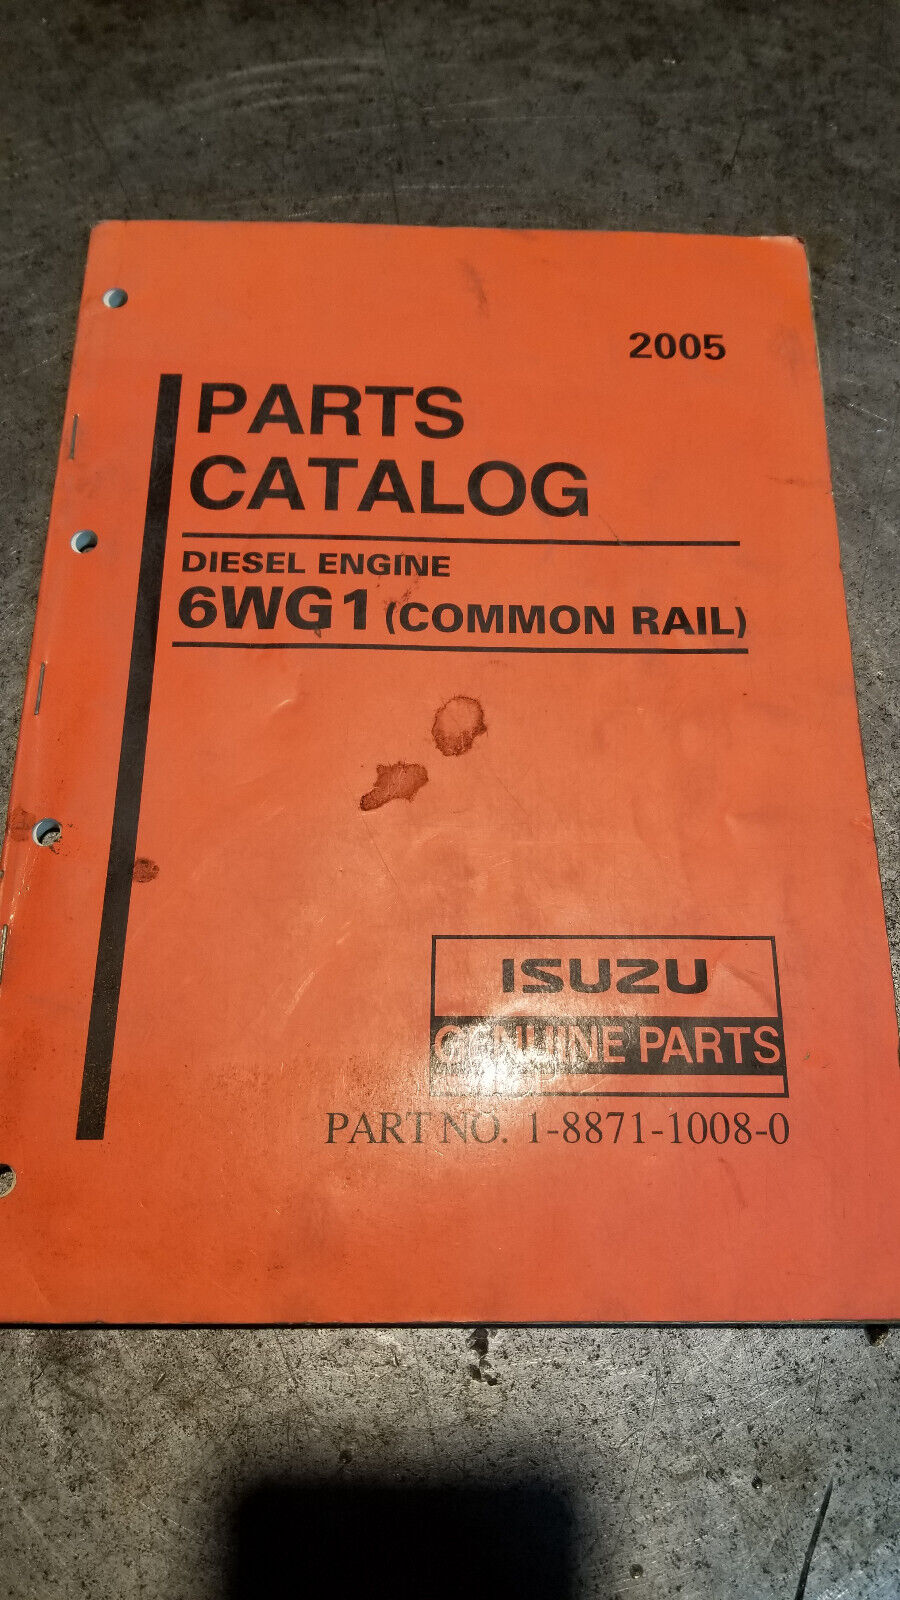 2005
PARTS
CATALOG
DIESEL ENGINE
6WG1 (COMMON RAIL)
ISUZU
GENUINE PARTS
PART NO. 1-8871-1008-0